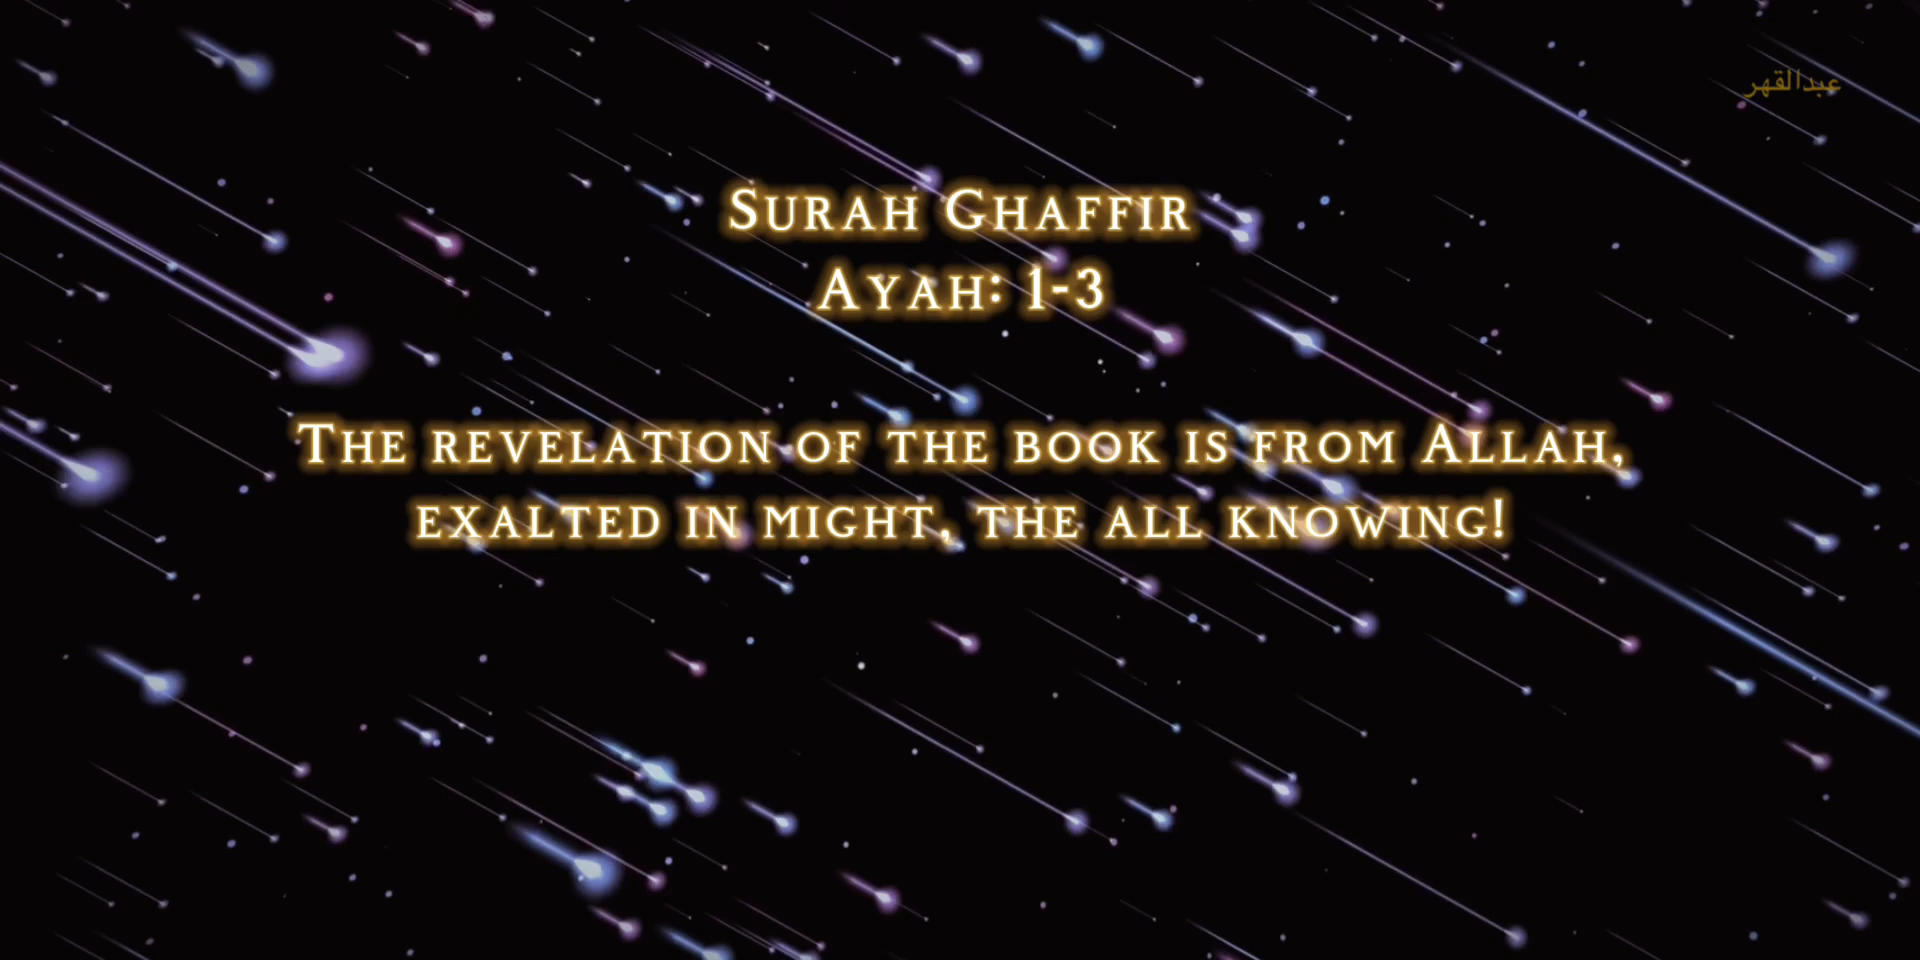 عبدالقهر
Surah Ghaffir
Ayah: 1-3
The revelation of the book is from Allah,
exalted in might, the all knowing!